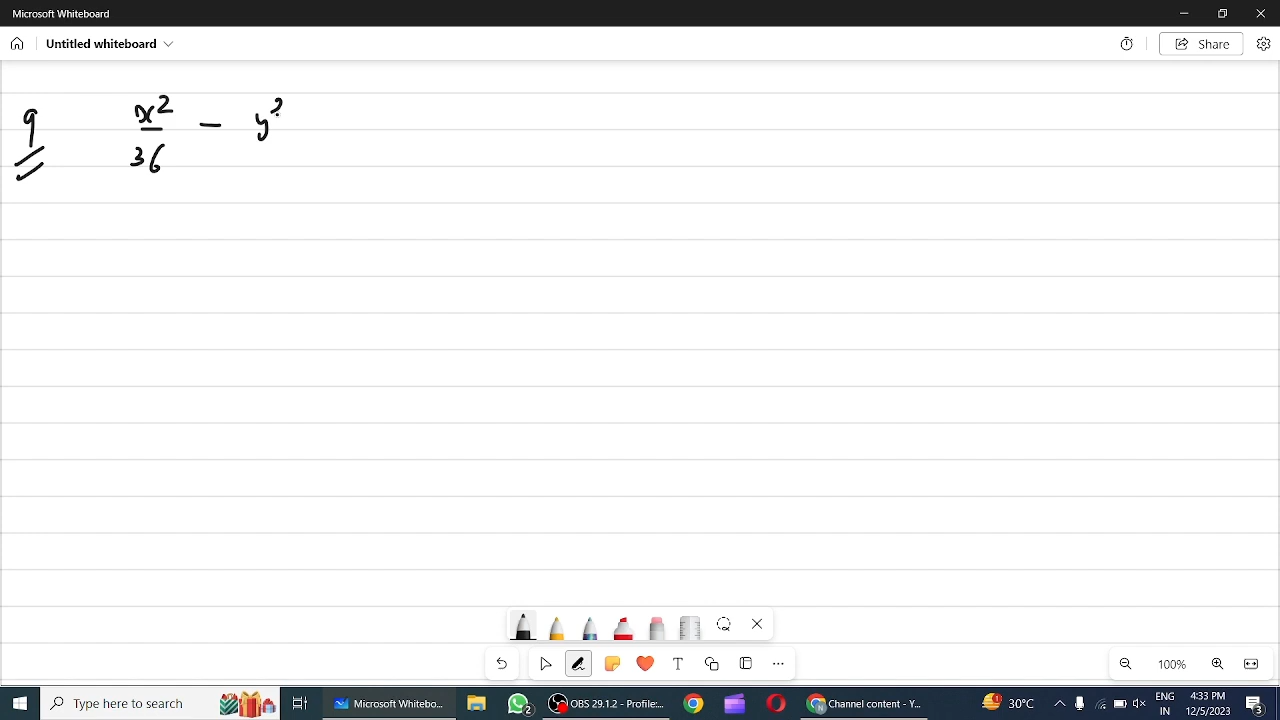 Microsoft Whiteboard
Untitled whiteboard
Share
9 x² - y²
36
100%
Type here to search
Microsoft Whitebo...
2
OBS 29.1.2 - Profile...
Channel content - Y...
30°C
ENG
IN
4:33 PM
12/5/2023